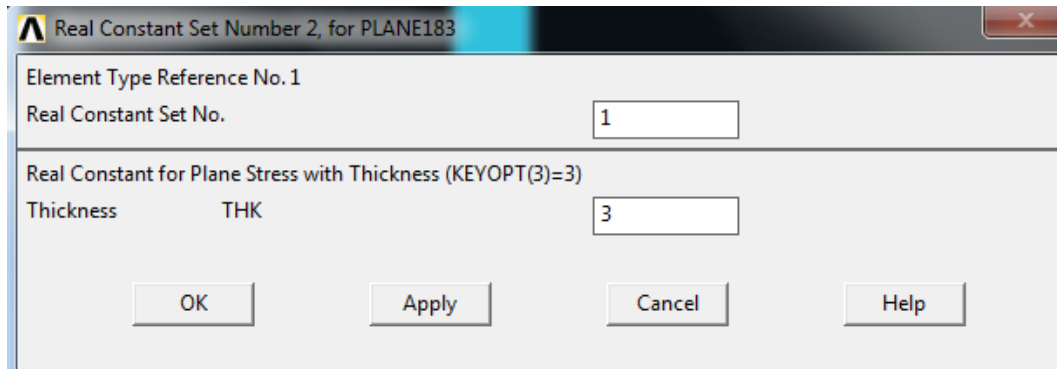 Real Constant Set Number 2, for PLANE183
Element Type Reference No. 1
Real Constant Set No. 1
Real Constant for Plane Stress with Thickness (KEYOPT(3)=3)
Thickness THK 3
OK Apply Cancel Help